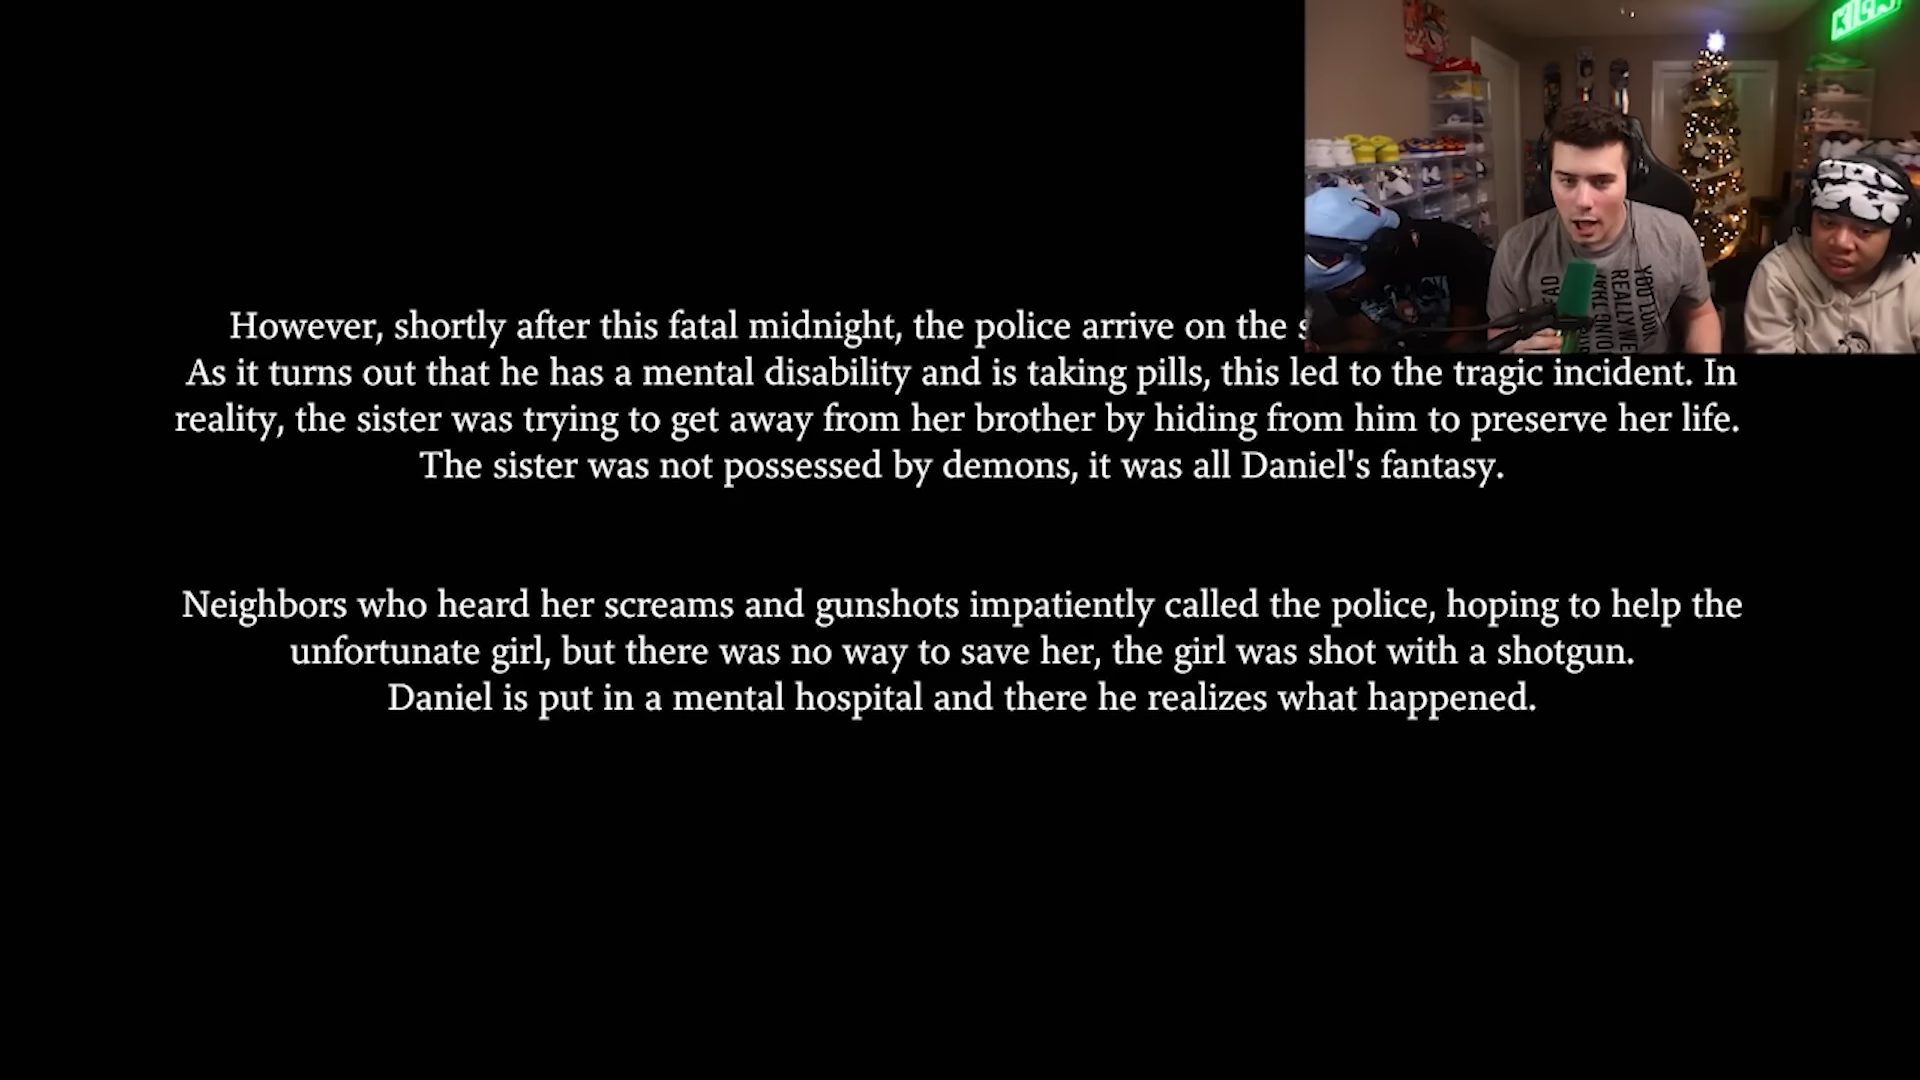 However, shortly after this fatal midnight, the police arrive on the
As it turns out that he has a mental disability and is taking pills, this led to the tragic incident. In
reality, the sister was trying to get away from her brother by hiding from him to preserve her life.
The sister was not possessed by demons, it was all Daniel's fantasy.
Neighbors who heard her screams and gunshots impatiently called the police, hoping to help the
unfortunate girl, but there was no way to save her, the girl was shot with a shotgun.
Daniel is put in a mental hospital and there he realizes what happened.
KICK